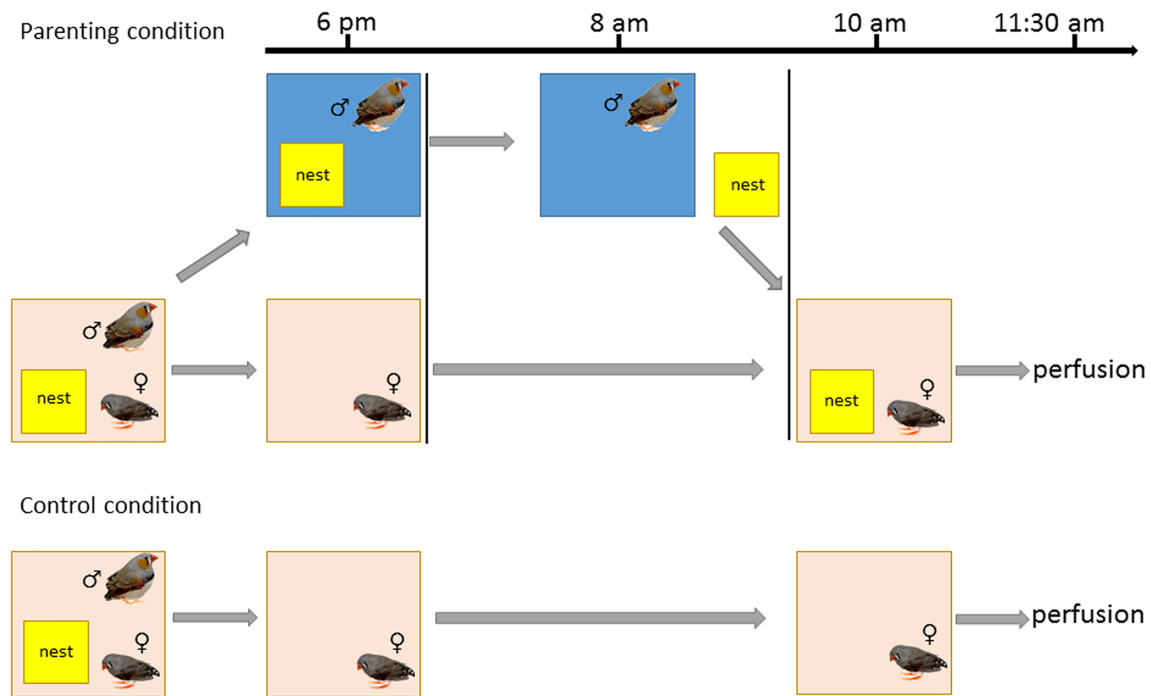 Parenting condition
6 pm
8 am
10 am
11:30 am
♂
nest
♂
nest
♂
nest
♀
♀
nest
♀
perfusion
Control condition
♂
nest
♀
♀
♀
perfusion